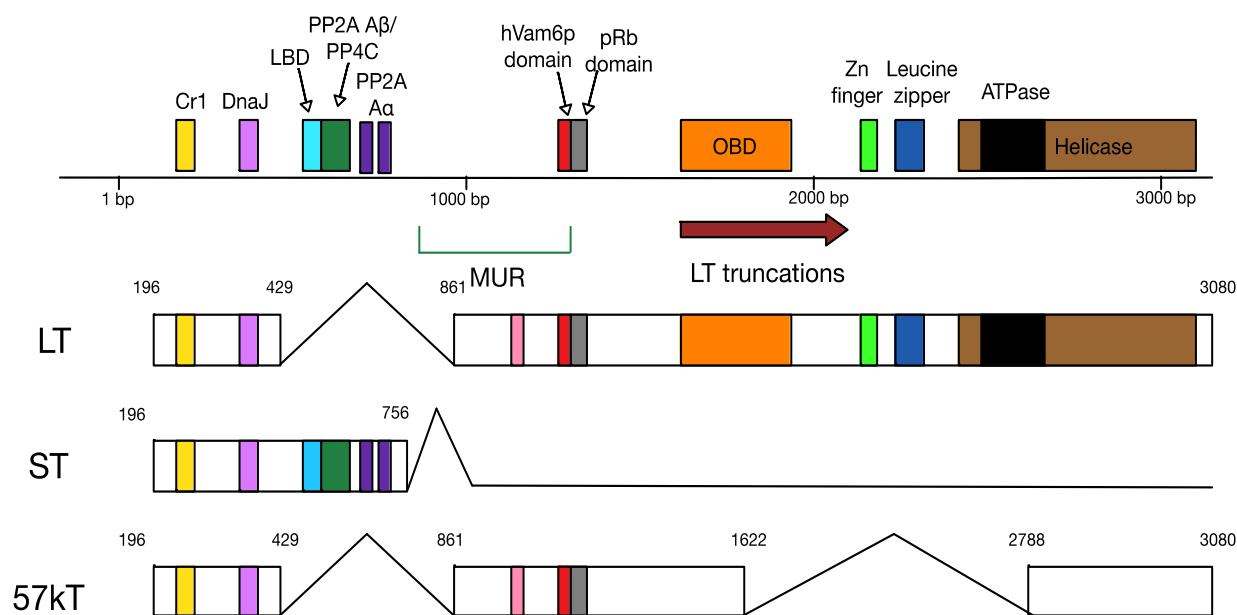 PP2A Aβ/
PP4C
hVam6p
domain
pRb
domain
LBD
PP2A
Aα
Cr1
DnaJ
Zn
finger
Leucine
zipper
ATPase
OBD
Helicase
1 bp
1000 bp
2000 bp
3000 bp
MUR
LT truncations
196
429
861
3080
LT
196
756
ST
196
429
861
1622
2788
3080
57kT